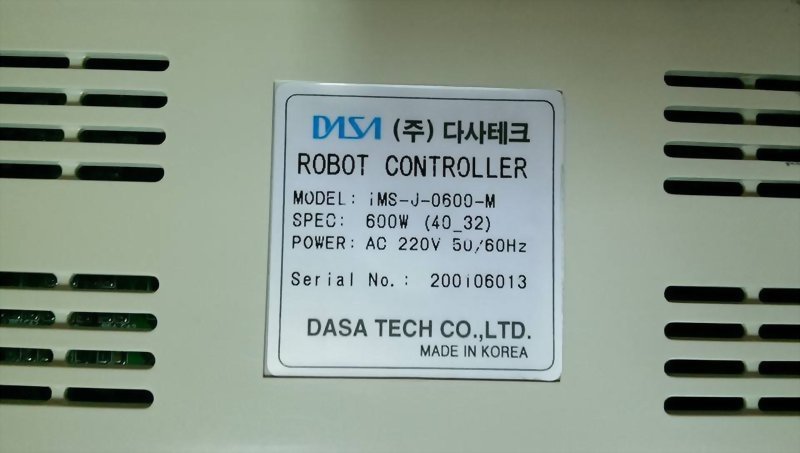 DASA (주) 다사테크
ROBOT CONTROLLER
MODEL: iMS-J-0600-M
SPEC: 600W (40_32)
POWER: AC 220V 50/60Hz
Serial No.: 200i06013
DASA TECH CO.,LTD.
MADE IN KOREA